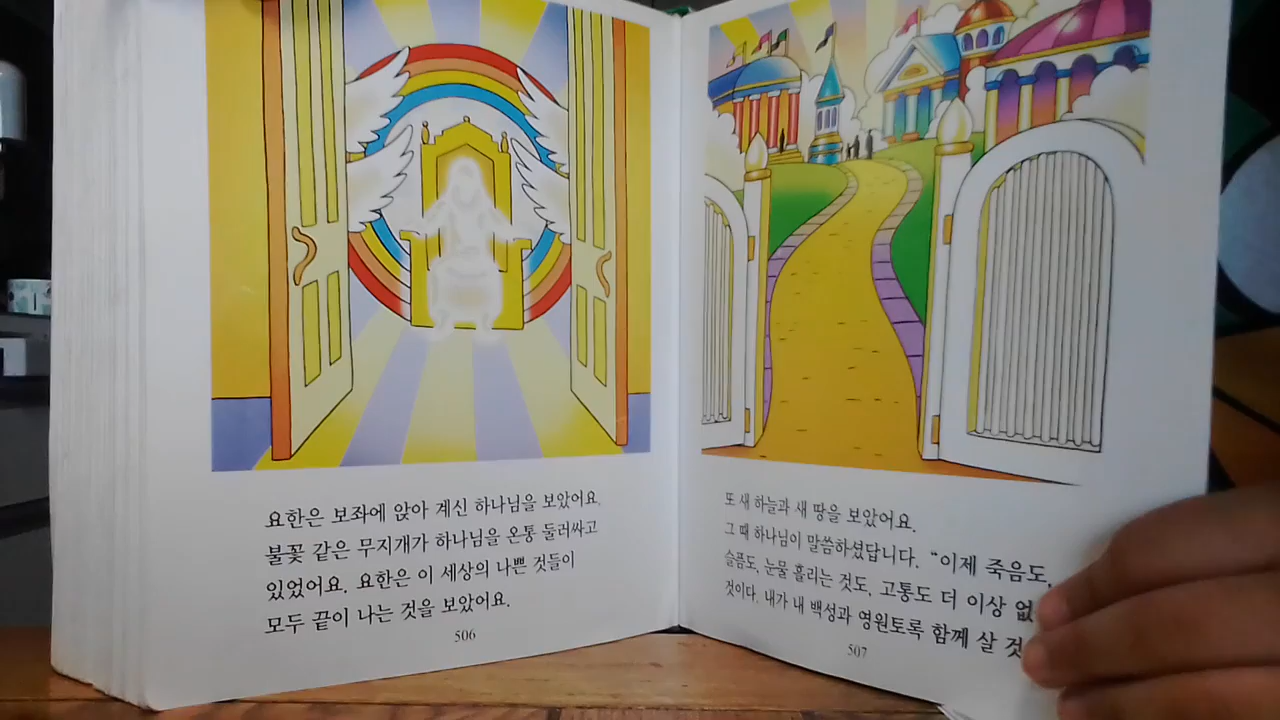 요한은 보좌에 앉아 계신 하나님을 보았어요.
불꽃 같은 무지개가 하나님을 온통 둘러싸고
있었어요. 요한은 이 세상의 나쁜 것들이
모두 끝이 나는 것을 보았어요.
506
또 새 하늘과 새 땅을 보았어요.
그 때 하나님이 말씀하셨답니다. “이제 죽음도,
슬픔도, 눈물 흘리는 것도, 고통도 더 이상 없
것이다. 내가 내 백성과 영원토록 함께 살 것
507